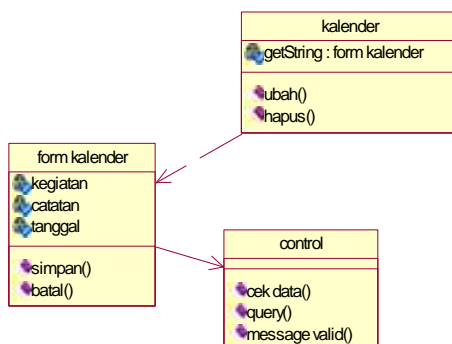 kalender
getString : form kalender
ubah()
hapus()
form kalender
kegiatan
catatan
tanggal
simpan()
batal()
control
cek data()
query()
message valid()